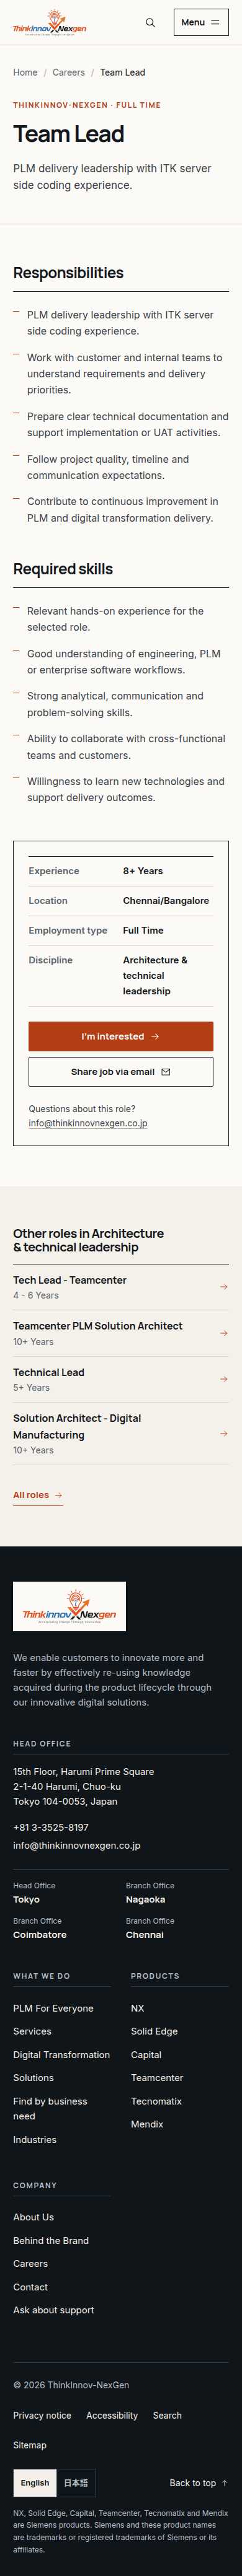 ThinkinnovXNexgen
Menu
Home / Careers / Team Lead
THINKINNOV-NEXGEN · FULL TIME
Team Lead
PLM delivery leadership with ITK server
side coding experience.
Responsibilities
PLM delivery leadership with ITK server
side coding experience.
Work with customer and internal teams to
understand requirements and delivery
priorities.
Prepare clear technical documentation and
support implementation or UAT activities.
Follow project quality, timeline and
communication expectations.
Contribute to continuous improvement in
PLM and digital transformation delivery.
Required skills
Relevant hands-on experience for the
selected role.
Good understanding of engineering, PLM
or enterprise software workflows.
Strong analytical, communication and
problem-solving skills.
Ability to collaborate with cross-functional
teams and customers.
Willingness to learn new technologies and
support delivery outcomes.
Experience 8+ Years
Location Chennai/Bangalore
Employment type Full Time
Discipline Architecture &
technical
leadership
I'm interested →
Share job via email
Questions about this role?
info@thinkinnovnexgen.co.jp
Other roles in Architecture
& technical leadership
Tech Lead - Teamcenter →
4 - 6 Years
Teamcenter PLM Solution Architect →
10+ Years
Technical Lead →
5+ Years
Solution Architect - Digital
Manufacturing →
10+ Years
All roles →
ThinkinnovXNexgen
We enable customers to innovate more and
faster by effectively re-using knowledge
acquired during the product lifecycle through
our innovative digital solutions.
HEAD OFFICE
15th Floor, Harumi Prime Square
2-1-40 Harumi, Chuo-ku
Tokyo 104-0053, Japan
+81 3-3525-8197
info@thinkinnovnexgen.co.jp
Head Office Branch Office
Tokyo Nagaoka
Branch Office Branch Office
Coimbatore Chennai
WHAT WE DO
PLM For Everyone
Services
Digital Transformation
Solutions
Find by business
need
Industries
PRODUCTS
NX
Solid Edge
Capital
Teamcenter
Tecnomatix
Mendix
COMPANY
About Us
Behind the Brand
Careers
Contact
Ask about support
© 2026 ThinkInnov-NexGen
Privacy notice Accessibility Search
Sitemap
English 日本語 Back to top ↑
NX, Solid Edge, Capital, Teamcenter, Tecnomatix and Mendix
are Siemens products. Siemens and these product names
are trademarks or registered trademarks of Siemens or its
affiliates.